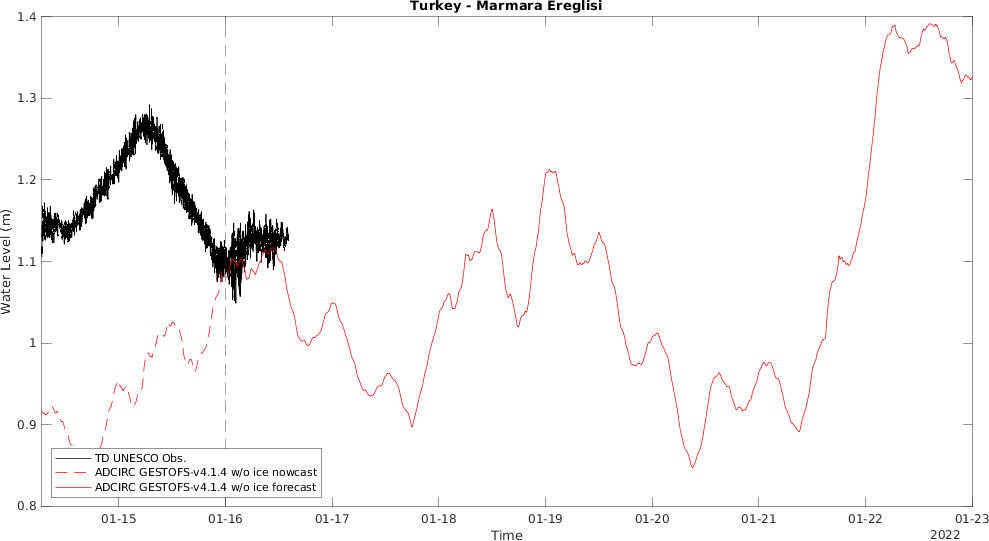 Turkey - Marmara Ereglisi
1.4
1.3
1.2
1.1
1
0.9
0.8
Water Level (m)
TD UNESCO Obs.
ADCIRC GESTOFS-v4.1.4 w/o ice nowcast
ADCIRC GESTOFS-v4.1.4 w/o ice forecast
01-15 01-16 01-17 01-18 01-19 01-20 01-21 01-22 01-23
Time
2022